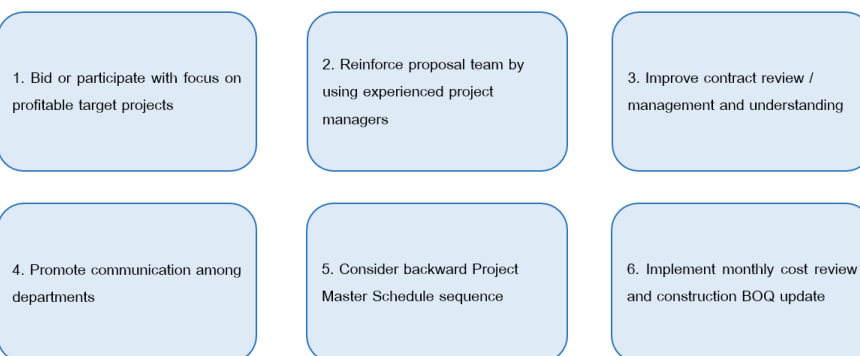 1. Bid or participate with focus on
profitable target projects
2. Reinforce proposal team by
using experienced project
managers
3. Improve contract review /
management and understanding
4. Promote communication among
departments
5. Consider backward Project
Master Schedule sequence
6. Implement monthly cost review
and construction BOQ update